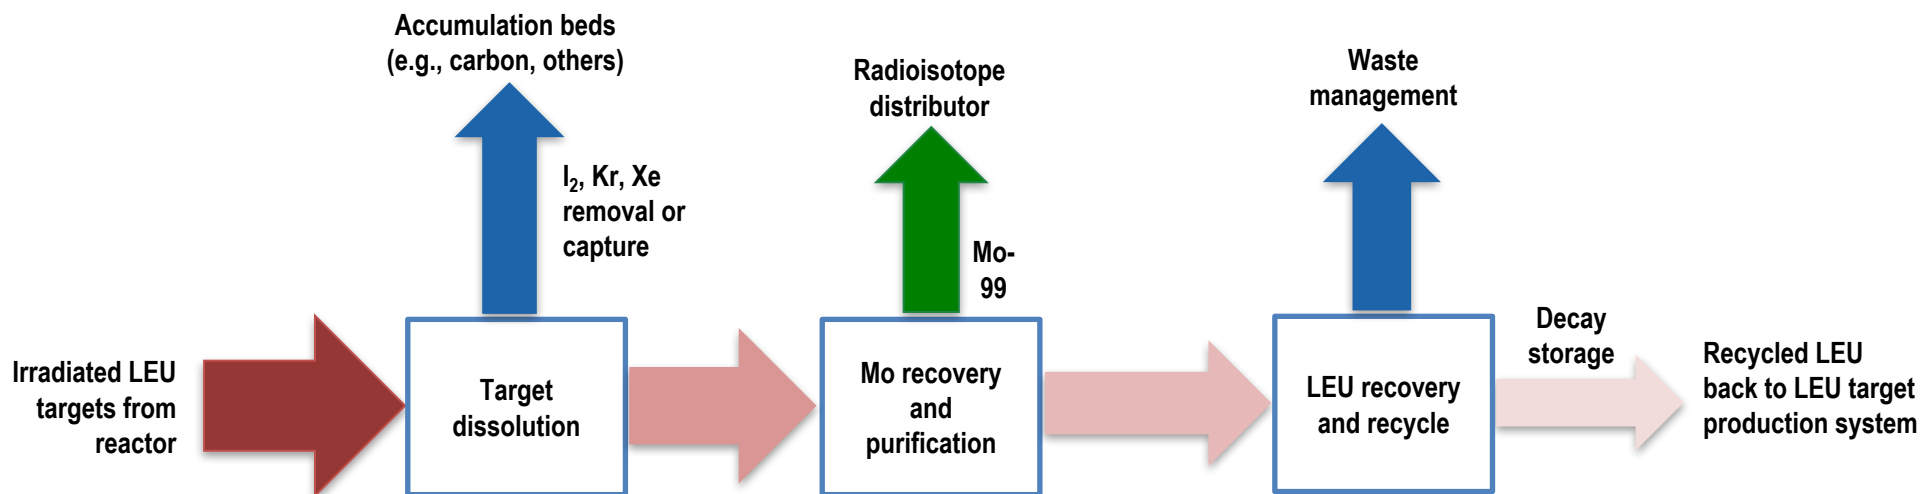 Accumulation beds
(e.g., carbon, others)
I₂, Kr, Xe
removal or
capture
Radioisotope
distributor
Mo-
99
Waste
management
Irradiated LEU
targets from
reactor
Target
dissolution
Mo recovery
and
purification
LEU recovery
and recycle
Decay
storage
Recycled LEU
back to LEU target
production system